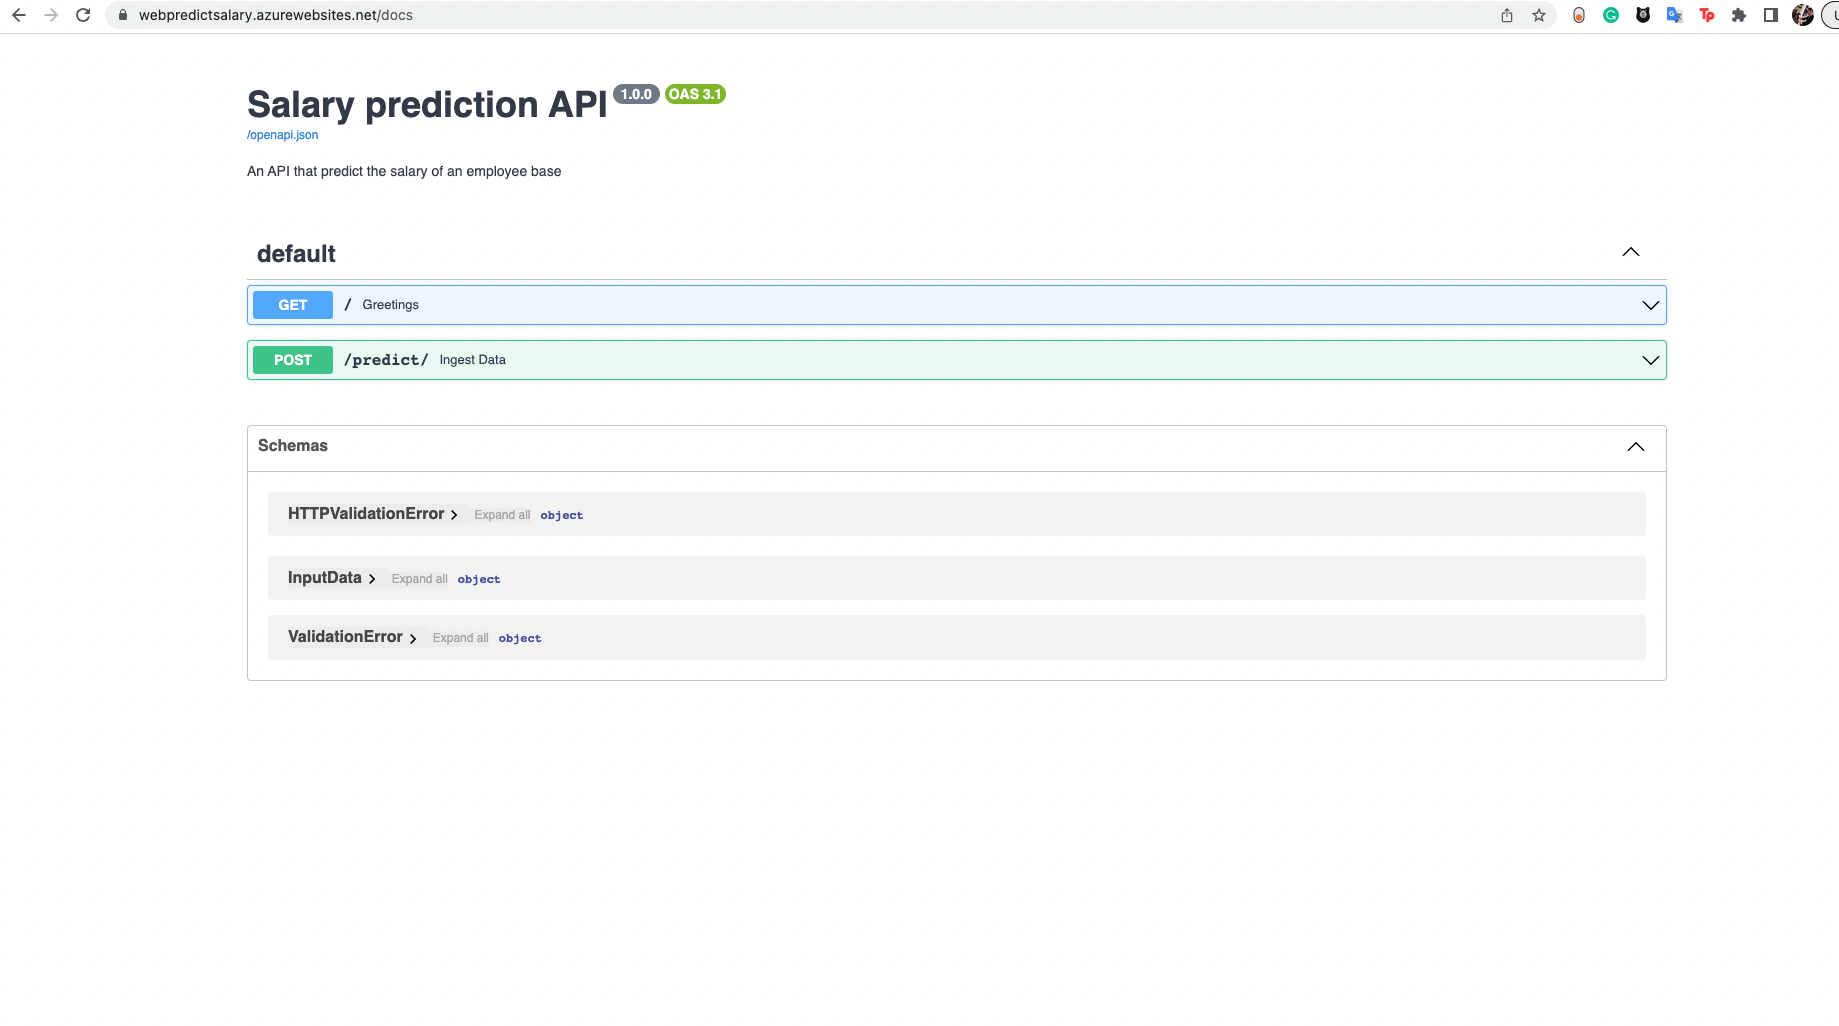 webpredictsalary.azurewebsites.net/docs
Salary prediction API 1.0.0 OAS 3.1
/openapi.json
An API that predict the salary of an employee base
default
GET / Greetings
POST /predict/ Ingest Data
Schemas
HTTPValidationError Expand all object
InputData Expand all object
ValidationError Expand all object